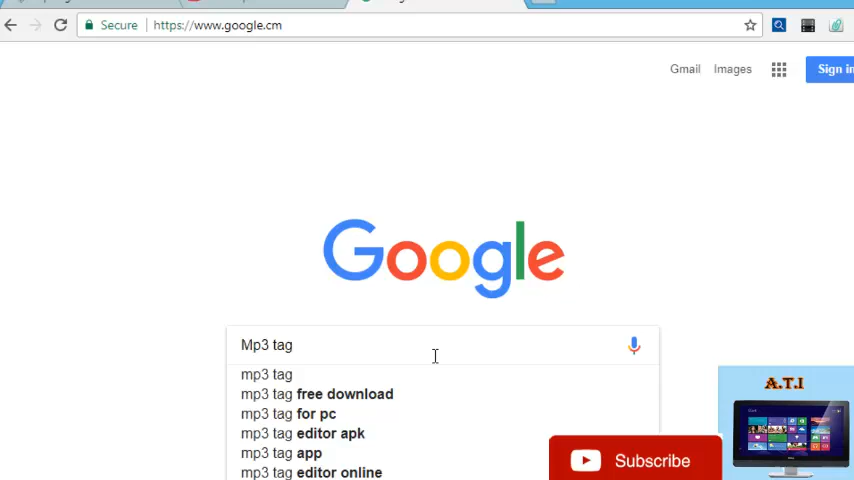 Secure https://www.google.cm
Gmail Images Sign in
Google
Mp3 tag
mp3 tag
mp3 tag free download
mp3 tag for pc
mp3 tag editor apk
mp3 tag app
mp3 tag editor online
A.T.I
Subscribe